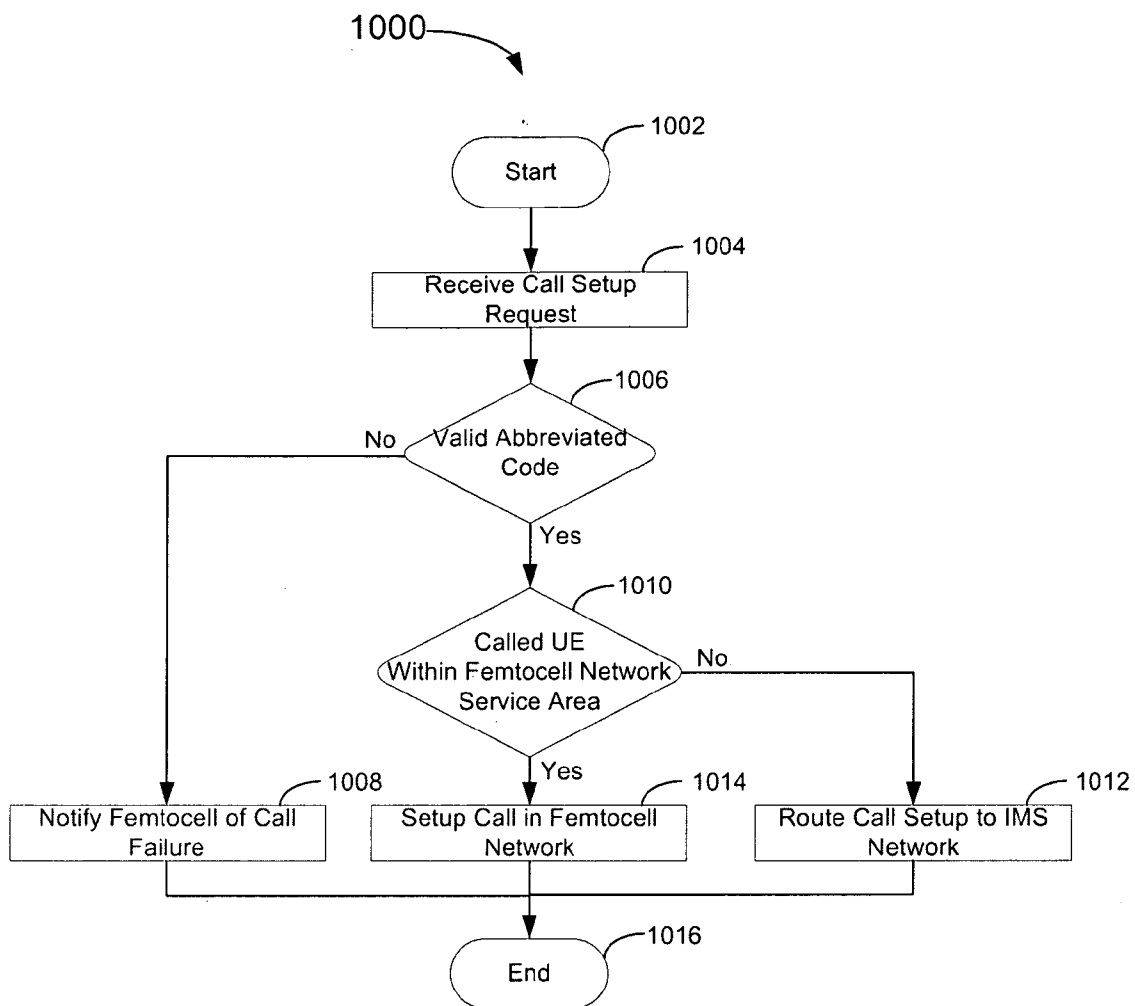 1000
1002
Start
1004
Receive Call Setup
Request
1006
No
Valid Abbreviated
Code
Yes
1010
Called UE
Within Femtocell Network
Service Area
No
Yes
1008
Notify Femtocell of Call
Failure
1014
Setup Call in Femtocell
Network
1012
Route Call Setup to IMS
Network
1016
End